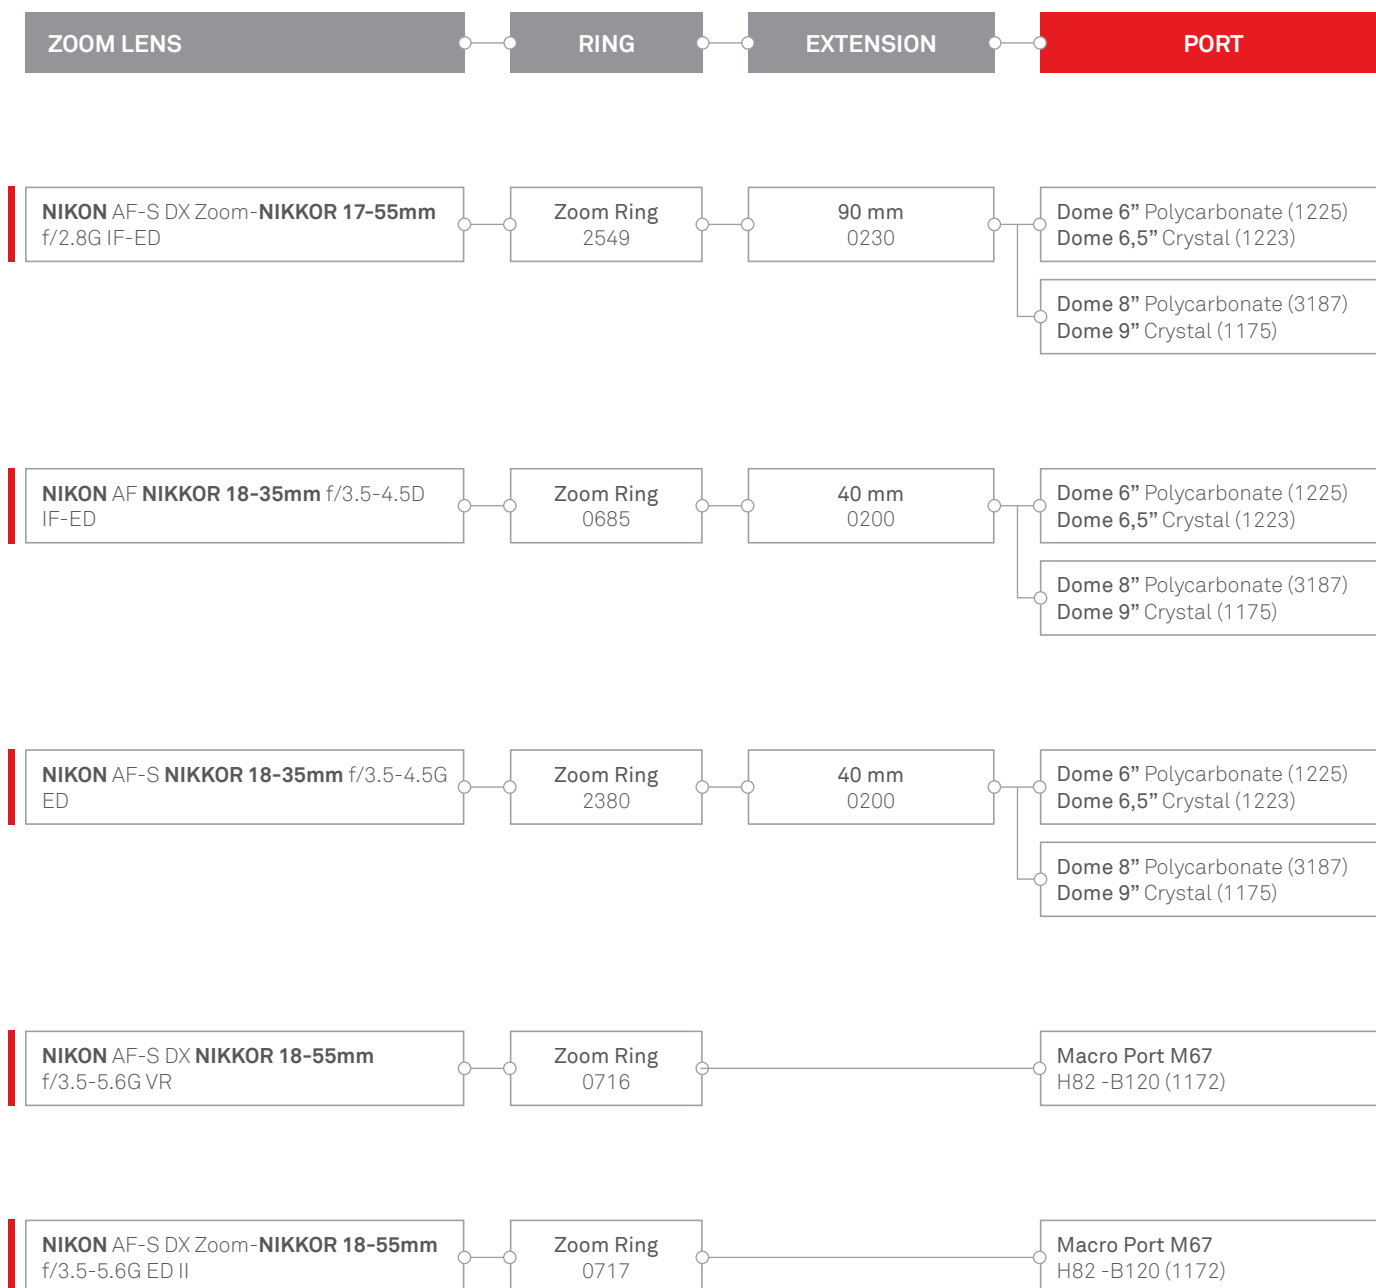 ZOOM LENS
RING
EXTENSION
PORT
NIKON AF-S DX Zoom-NIKKOR 17-55mm
f/2.8G IF-ED
Zoom Ring
2549
90 mm
0230
Dome 6” Polycarbonate (1225)
Dome 6,5” Crystal (1223)
Dome 8” Polycarbonate (3187)
Dome 9” Crystal (1175)
NIKON AF NIKKOR 18-35mm f/3.5-4.5D
IF-ED
Zoom Ring
0685
40 mm
0200
Dome 6” Polycarbonate (1225)
Dome 6,5” Crystal (1223)
Dome 8” Polycarbonate (3187)
Dome 9” Crystal (1175)
NIKON AF-S NIKKOR 18-35mm f/3.5-4.5G
ED
Zoom Ring
2380
40 mm
0200
Dome 6” Polycarbonate (1225)
Dome 6,5” Crystal (1223)
Dome 8” Polycarbonate (3187)
Dome 9” Crystal (1175)
NIKON AF-S DX NIKKOR 18-55mm
f/3.5-5.6G VR
Zoom Ring
0716
Macro Port M67
H82 -B120 (1172)
NIKON AF-S DX Zoom-NIKKOR 18-55mm
f/3.5-5.6G ED II
Zoom Ring
0717
Macro Port M67
H82 -B120 (1172)